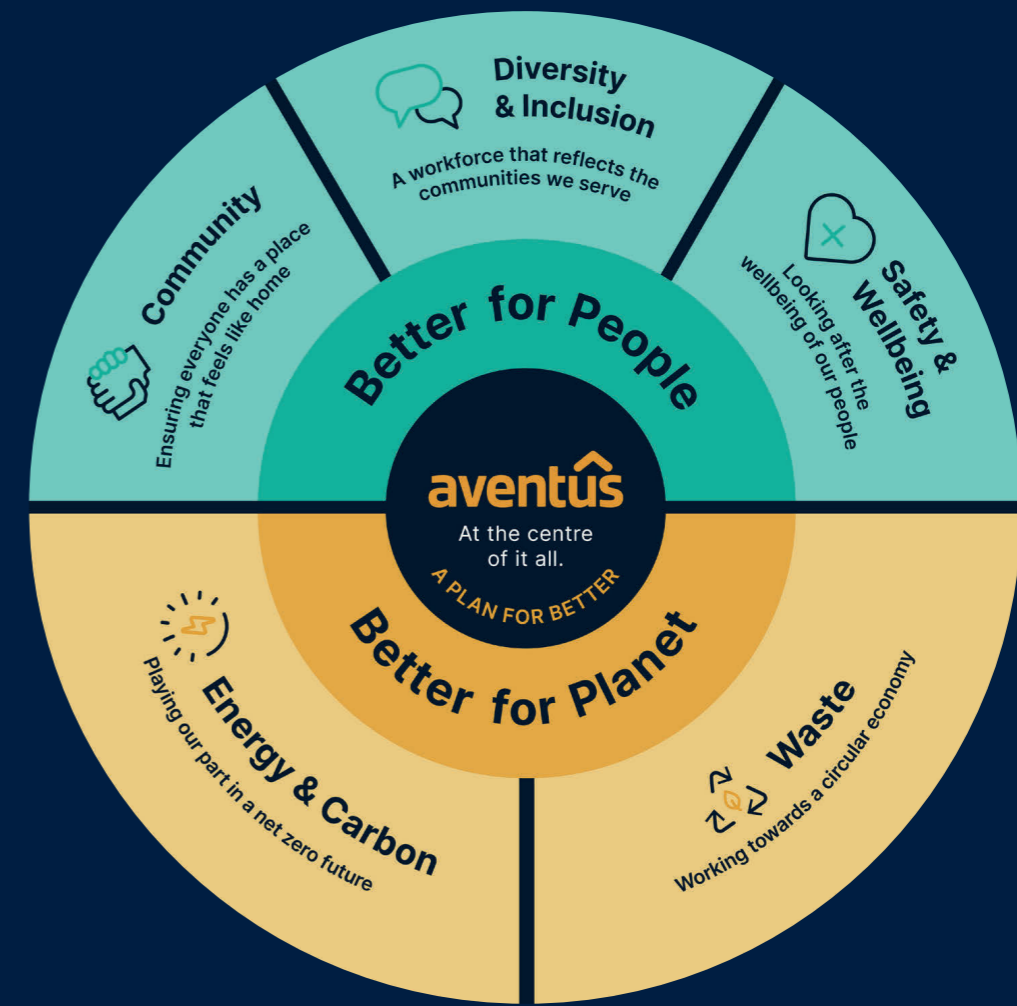 Diversity
& Inclusion
A workforce that reflects the
communities we serve
Community
Ensuring everyone has a place
that feels like home
Safety &
Wellbeing
Looking after the
wellbeing of our people
Better for People
aventus
At the centre
of it all.
A PLAN FOR BETTER
Better for Planet
Energy & Carbon
Playing our part in a net zero future
Waste
Working towards a circular economy